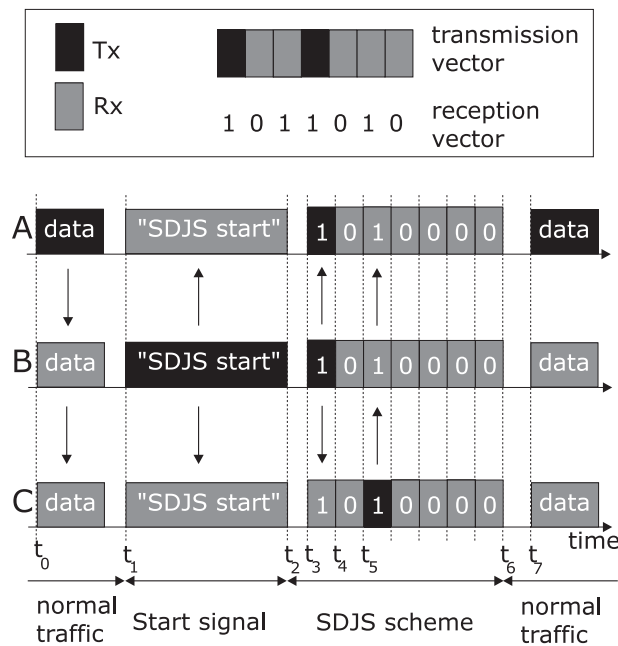 Tx
transmission
vector
Rx
1 0 1 1 0 1 0
reception
vector
A
data
"SDJS start"
1 0 1 0 0 0 0
data
B
data
"SDJS start"
1 0 1 0 0 0 0
data
C
data
"SDJS start"
1 0 1 0 0 0 0
data
time
t0 t1 t2 t3 t4 t5 t6 t7
normal
traffic
Start signal
SDJS scheme
normal
traffic